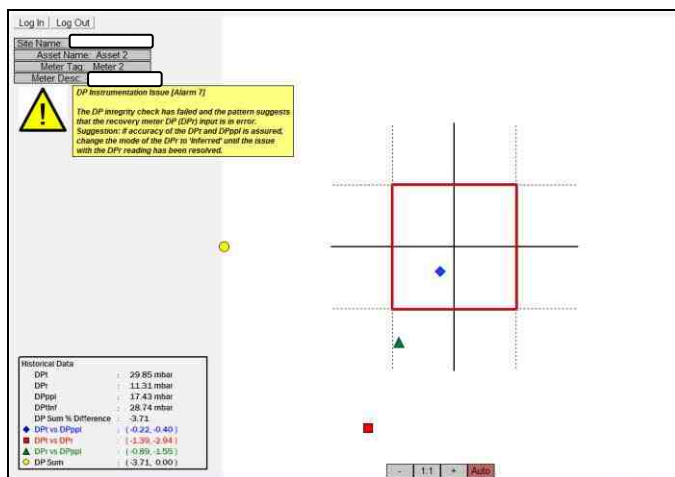 Log In Log Out
Site Name:
Asset Name: Asset 2
Meter Tag: Meter 2
Meter Desc:
DP Instrumentation Issue [Alarm 7]
The DP integrity check has failed and the pattern suggests
that the recovery meter DP (DPr) input is in error.
Suggestion: if accuracy of the DPt and DPppl is assured,
change the mode of the DPr to 'Inferred' until the issue
with the DPr reading has been resolved.
Historical Data
DPt : 29.85 mbar
DPr : 11.31 mbar
DPppl : 17.43 mbar
DPtInf : 28.74 mbar
DP Sum % Difference : -3.71
DPt vs DPppl : (-0.22, -0.40)
DPt vs DPr : (-1.39, -2.94)
DPr vs DPppl : (-0.89, -1.55)
DP Sum : (-3.71, 0.00)
- 1:1 + Auto